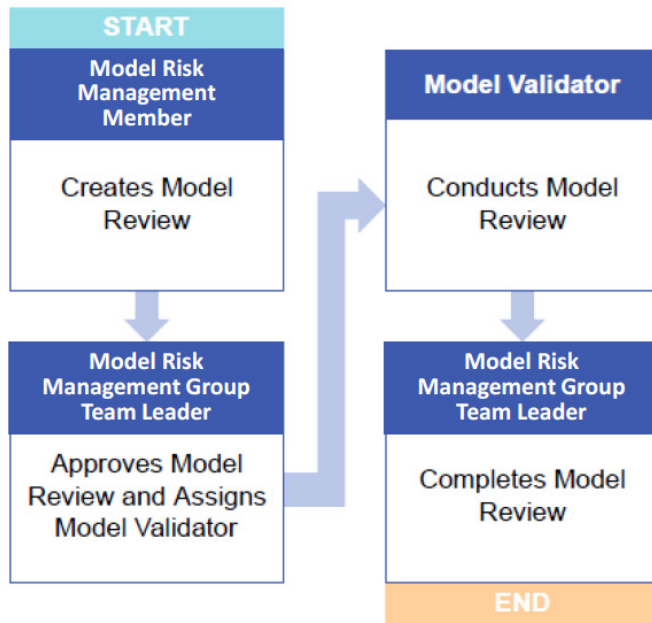 START
Model Risk
Management
Member
Creates Model
Review
Model Risk
Management Group
Team Leader
Approves Model
Review and Assigns
Model Validator
Model Validator
Conducts Model
Review
Model Risk
Management Group
Team Leader
Completes Model
Review
END